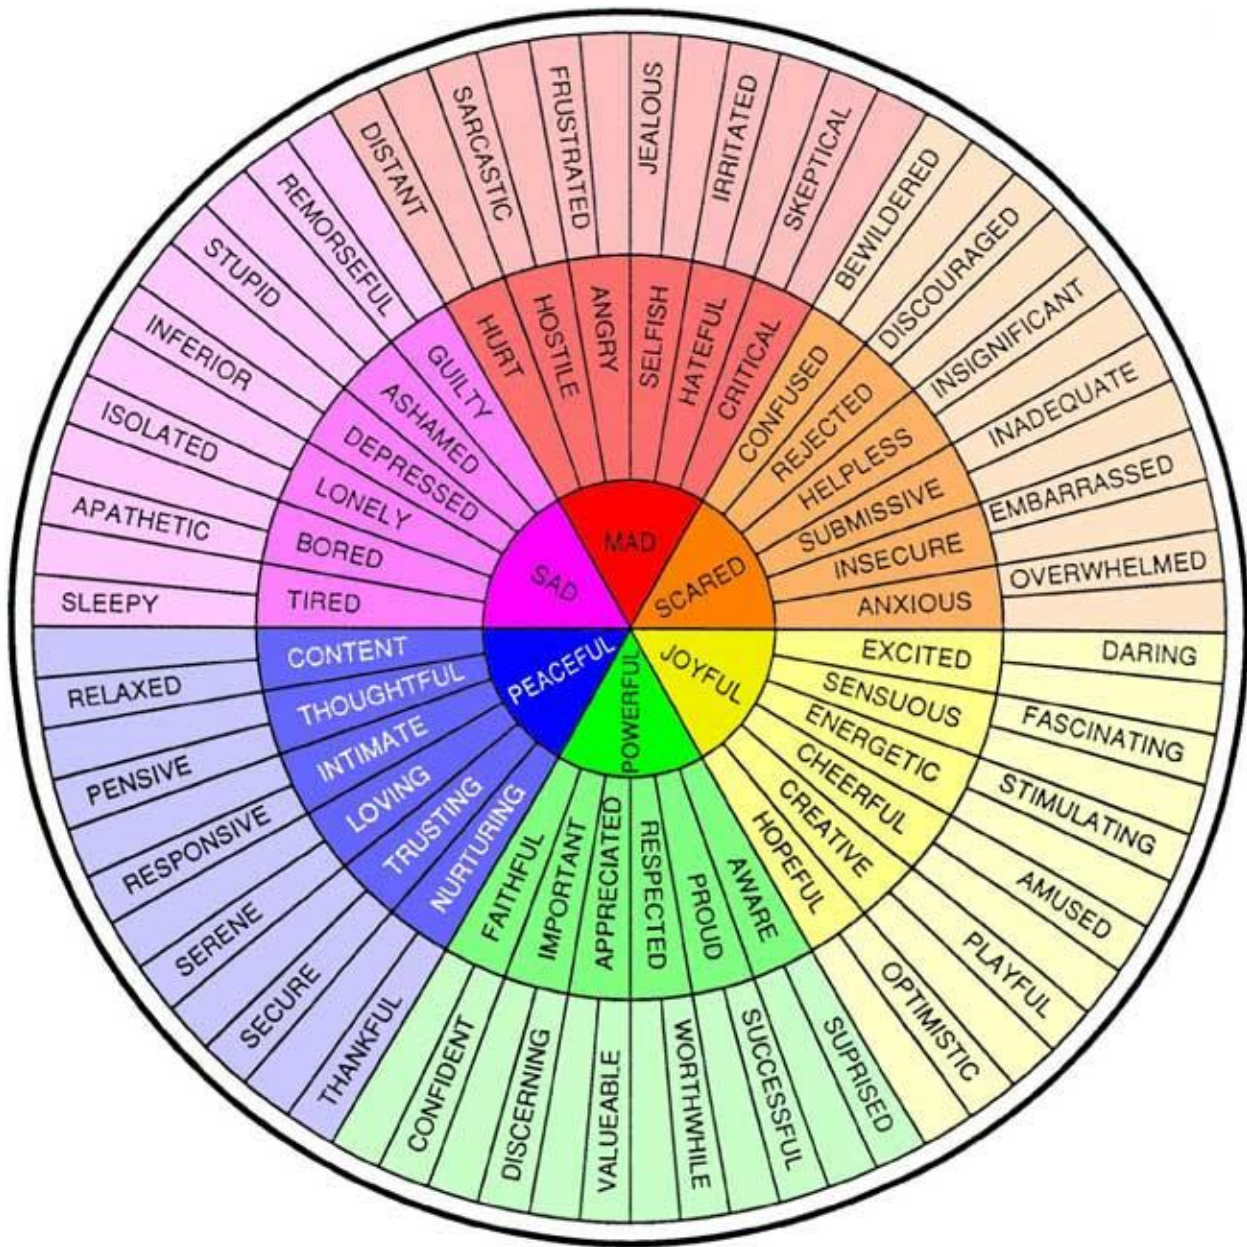 MAD
SCARED
JOYFUL
POWERFUL
PEACEFUL
SAD
HURT
HOSTILE
ANGRY
SELFISH
HATEFUL
CRITICAL
CONFUSED
REJECTED
HELPLESS
SUBMISSIVE
INSECURE
ANXIOUS
EXCITED
SENSUOUS
ENERGETIC
CHEERFUL
CREATIVE
HOPEFUL
AWARE
PROUD
RESPECTED
APPRECIATED
IMPORTANT
FAITHFUL
NURTURING
TRUSTING
LOVING
INTIMATE
THOUGHTFUL
CONTENT
TIRED
BORED
LONELY
DEPRESSED
ASHAMED
GUILTY
DISTANT
SARCASTIC
FRUSTRATED
JEALOUS
IRRITATED
SKEPTICAL
BEWILDERED
DISCOURAGED
INSIGNIFICANT
INADEQUATE
EMBARRASSED
OVERWHELMED
DARING
FASCINATING
STIMULATING
AMUSED
PLAYFUL
OPTIMISTIC
SUPRISED
SUCCESSFUL
WORTHWHILE
VALUEABLE
DISCERNING
CONFIDENT
THANKFUL
SECURE
SERENE
RESPONSIVE
PENSIVE
RELAXED
SLEEPY
APATHETIC
ISOLATED
INFERIOR
STUPID
REMORSEFUL